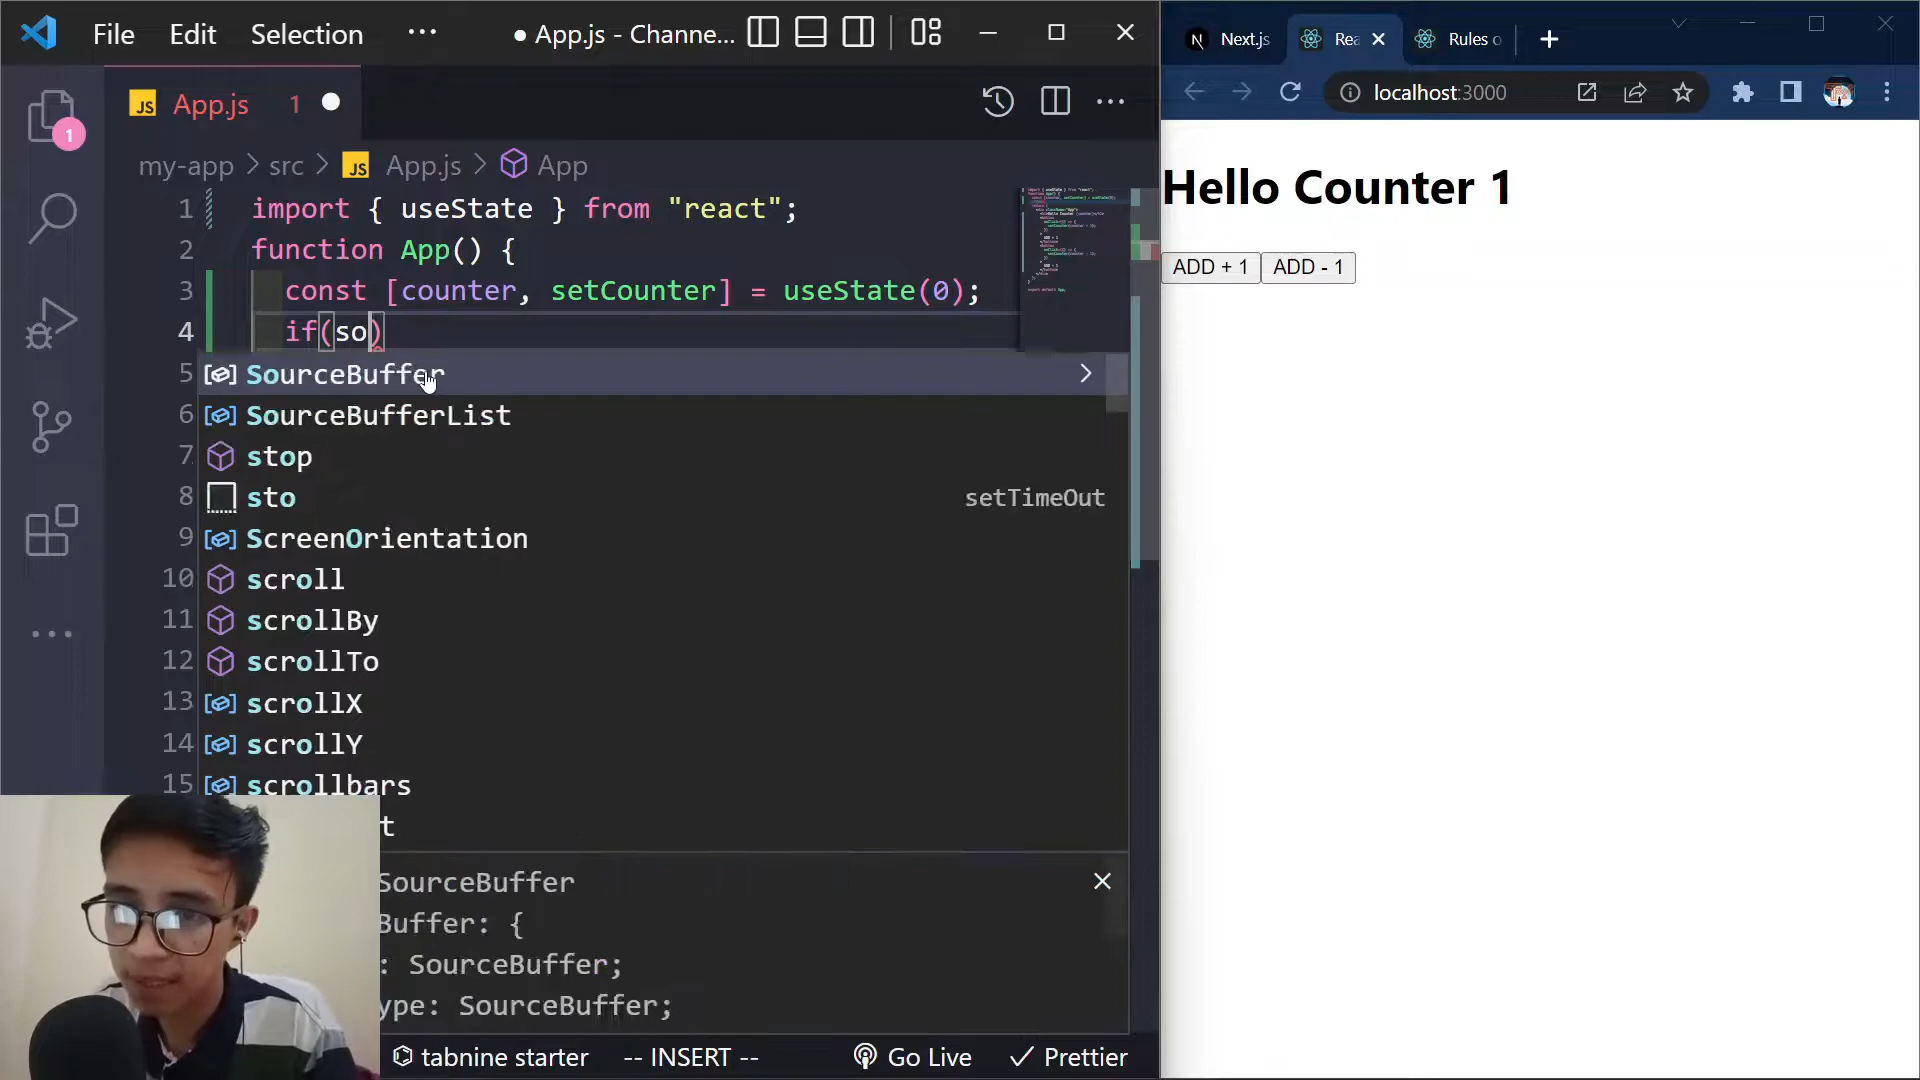 File Edit Selection ··· ● App.js - Channe...
JS App.js 1
my-app > src > JS App.js > App
1 import { useState } from "react";
2 function App() {
3 const [counter, setCounter] = useState(0);
4 if(so)
5 SourceBuffer
6 SourceBufferList
7 stop
8 sto setTimeOut
9 ScreenOrientation
10 scroll
11 scrollBy
12 scrollTo
13 scrollX
14 scrollY
15 scrollbars
t
SourceBuffer
Buffer: {
: SourceBuffer;
ype: SourceBuffer;
tabnine starter -- INSERT -- Go Live Prettier
1
N Next.js Rea Rules o
localhost:3000
Hello Counter 1
ADD + 1 ADD - 1